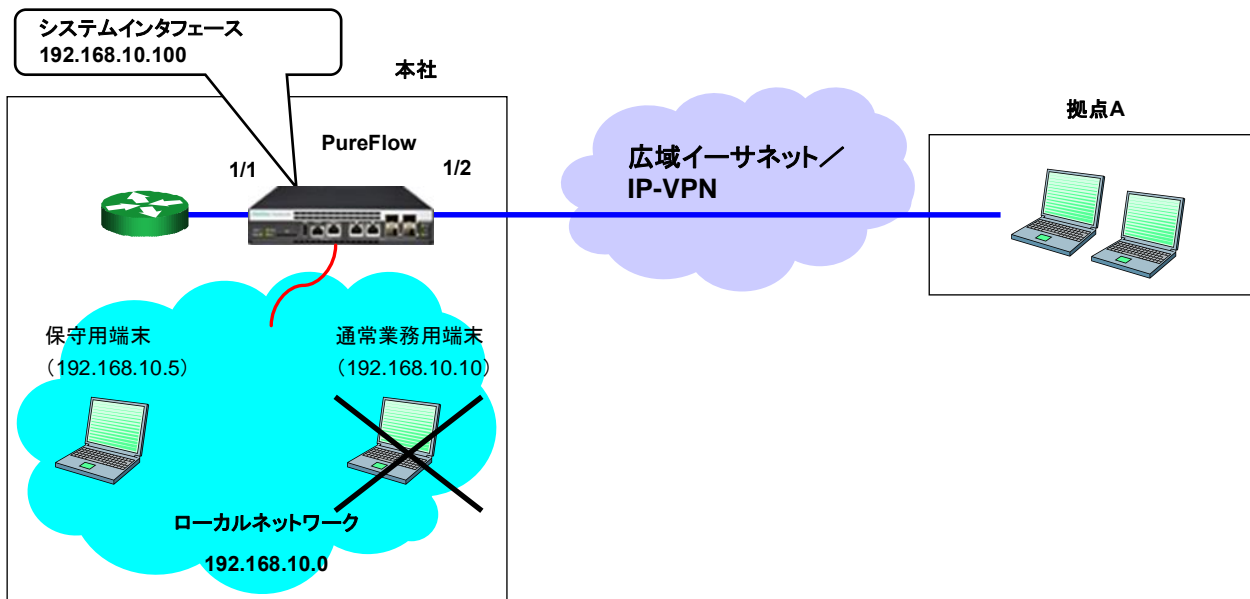 システムインタフェース
192.168.10.100
本社
拠点A
PureFlow
1/1
1/2
広域イーサネット／
IP-VPN
保守用端末
（192.168.10.5）
通常業務用端末
（192.168.10.10）
ローカルネットワーク
192.168.10.0